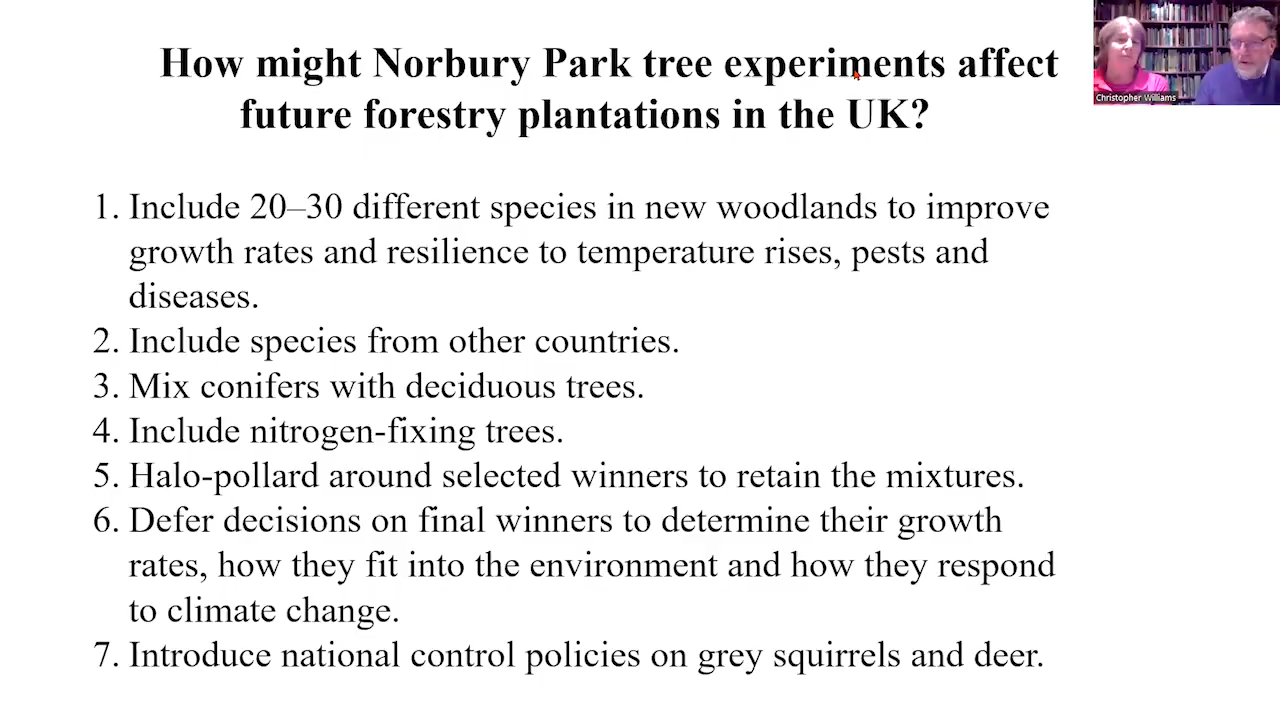 How might Norbury Park tree experiments affect
future forestry plantations in the UK?
Christopher Williams
1. Include 20–30 different species in new woodlands to improve
growth rates and resilience to temperature rises, pests and
diseases.
2. Include species from other countries.
3. Mix conifers with deciduous trees.
4. Include nitrogen-fixing trees.
5. Halo-pollard around selected winners to retain the mixtures.
6. Defer decisions on final winners to determine their growth
rates, how they fit into the environment and how they respond
to climate change.
7. Introduce national control policies on grey squirrels and deer.